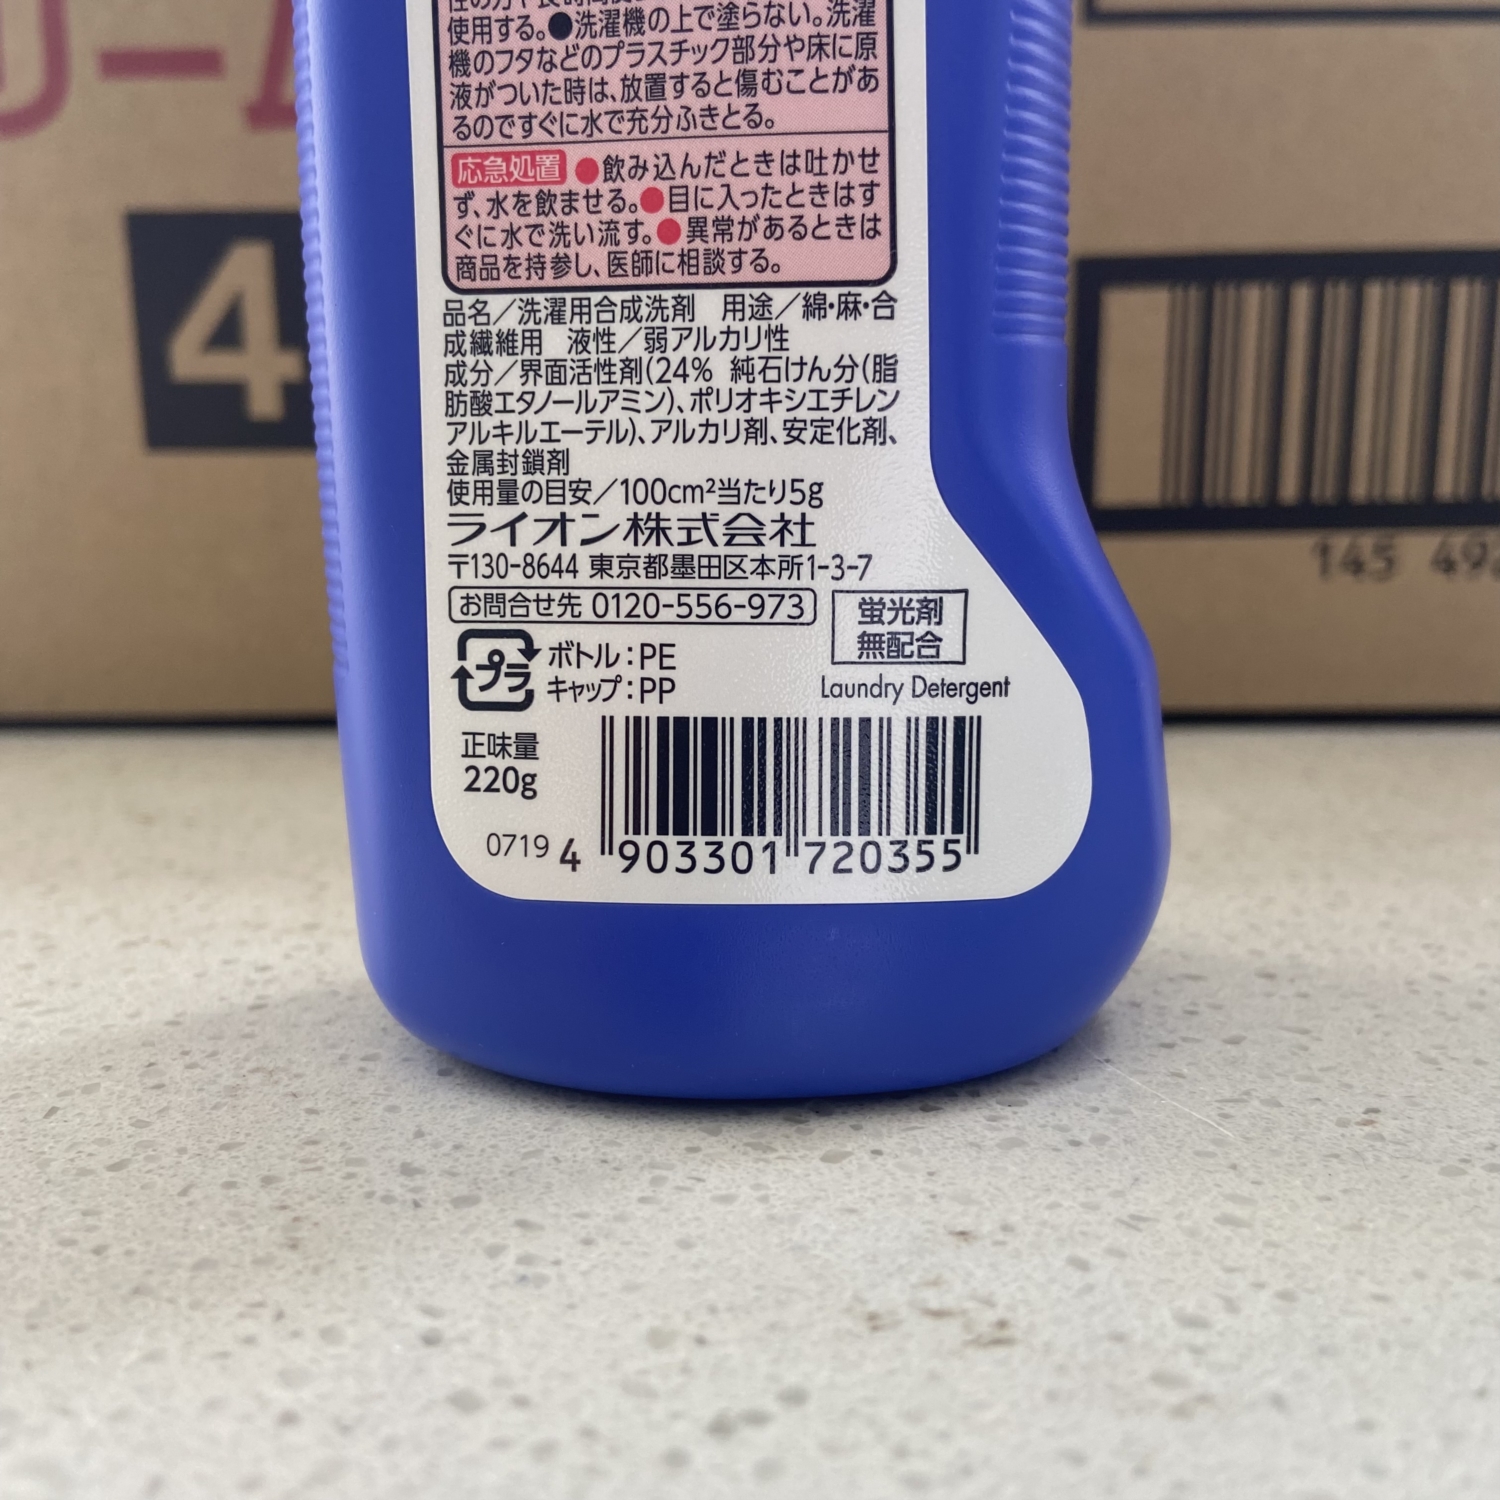 使用する。●洗濯機の上で塗らない。洗濯
機のフタなどのプラスチック部分や床に原
液がついた時は、放置すると傷むことがあ
るのですぐに水で充分ふきとる。
応急処置 ●飲み込んだときは吐かせ
ず、水を飲ませる。●目に入ったときはす
ぐに水で洗い流す。●異常があるときは
商品を持参し、医師に相談する。
品名／洗濯用合成洗剤 用途／綿・麻・合
成繊維用 液性／弱アルカリ性
成分／界面活性剤(24% 純石けん分(脂
肪酸エタノールアミン)、ポリオキシエチレン
アルキルエーテル)、アルカリ剤、安定化剤、
金属封鎖剤
使用量の目安／100cm²当たり5g
ライオン株式会社
〒130-8644 東京都墨田区本所1-3-7
お問合せ先 0120-556-973
蛍光剤
無配合
プラ
ボトル：PE
キャップ：PP
Laundry Detergent
正味量
220g
0719
4 903301 720355
4
145